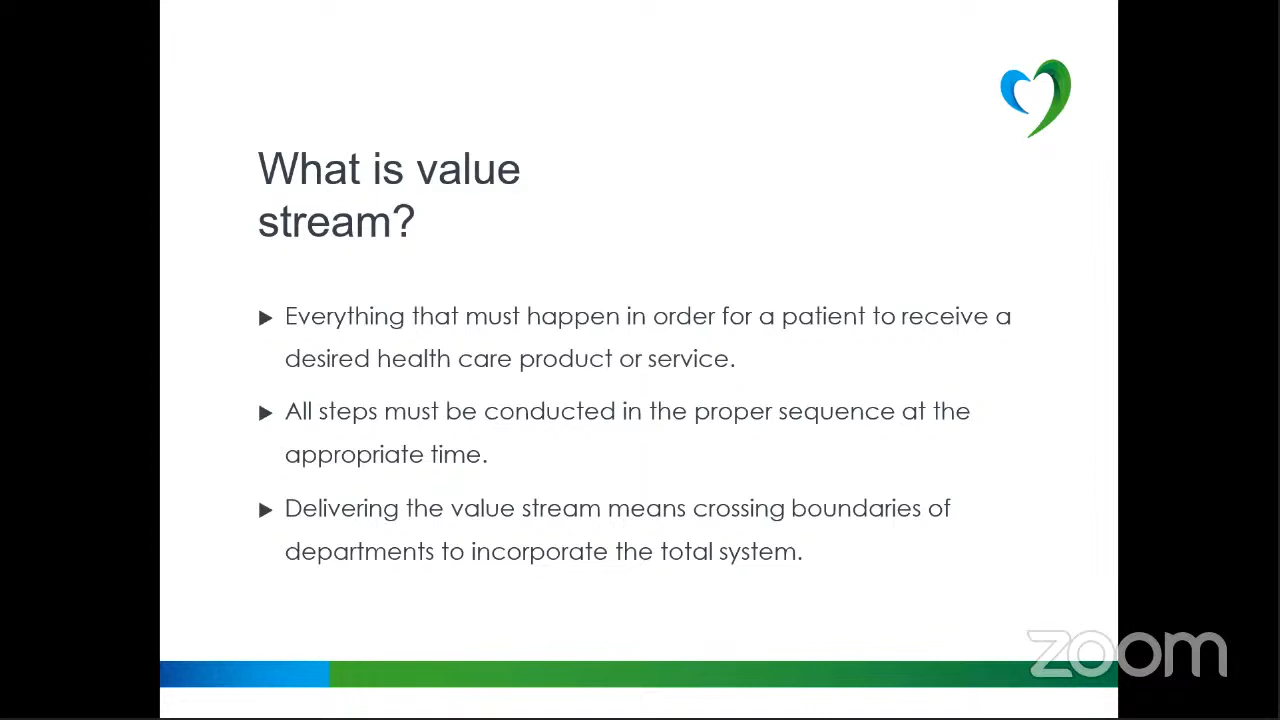 What is value
stream?
Everything that must happen in order for a patient to receive a
desired health care product or service.
All steps must be conducted in the proper sequence at the
appropriate time.
Delivering the value stream means crossing boundaries of
departments to incorporate the total system.
zoom